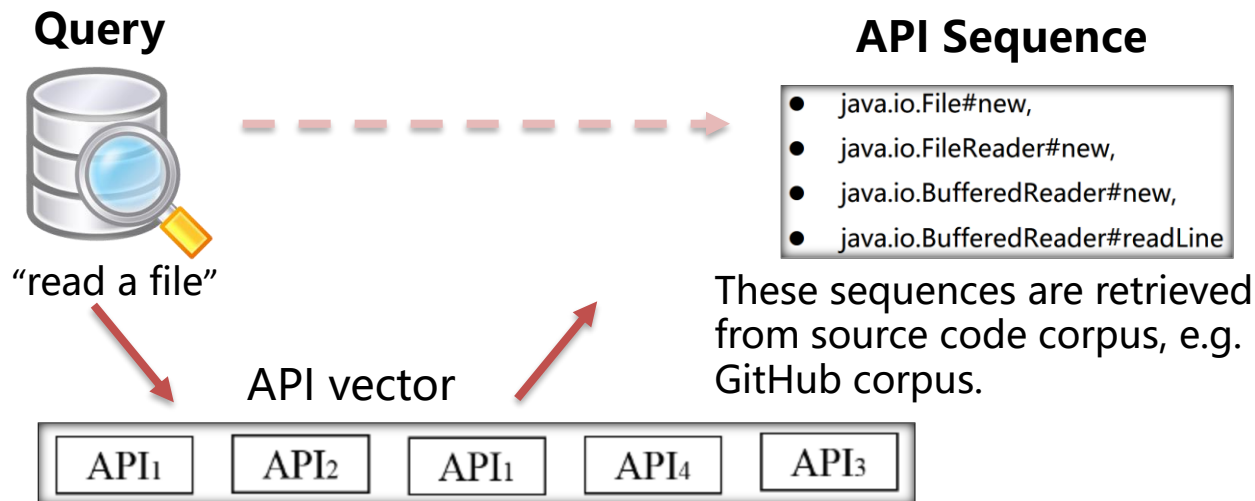 Query
API Sequence
● java.io.File#new,
● java.io.FileReader#new,
● java.io.BufferedReader#new,
● java.io.BufferedReader#readLine
“read a file”
These sequences are retrieved
from source code corpus, e.g.
GitHub corpus.
API vector
API₁ API₂ API₁ API₄ API₃